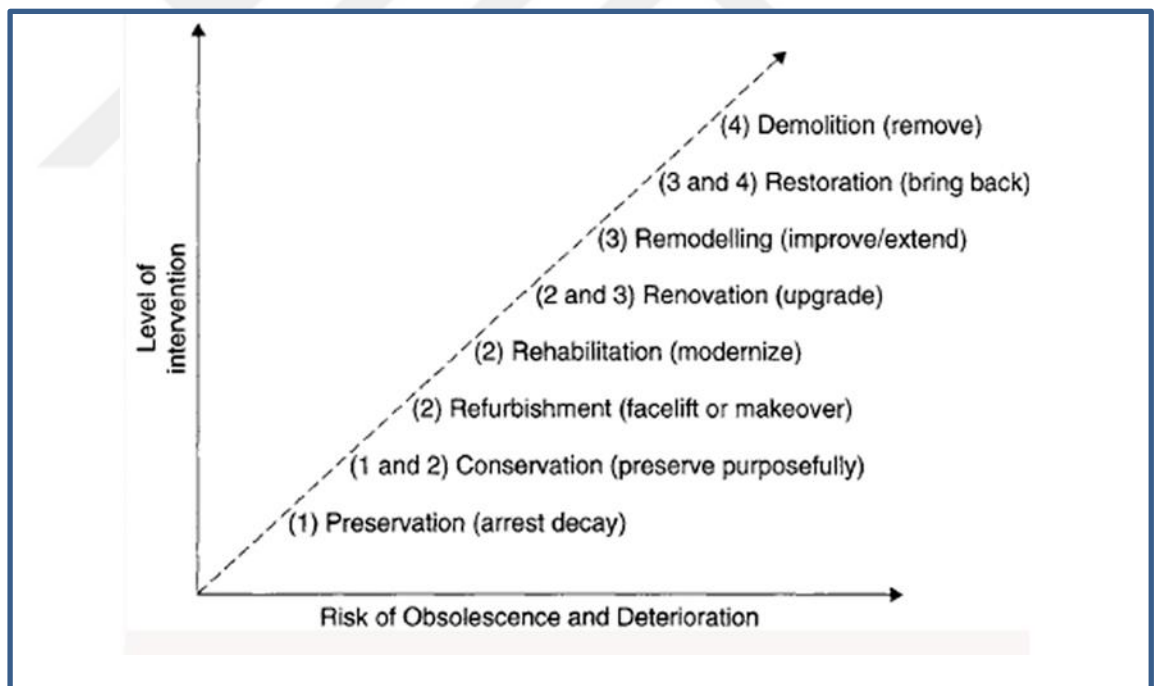 (4) Demolition (remove)
(3 and 4) Restoration (bring back)
(3) Remodelling (improve/extend)
(2 and 3) Renovation (upgrade)
(2) Rehabilitation (modernize)
(2) Refurbishment (facelift or makeover)
(1 and 2) Conservation (preserve purposefully)
(1) Preservation (arrest decay)
Level of
intervention
Risk of Obsolescence and Deterioration